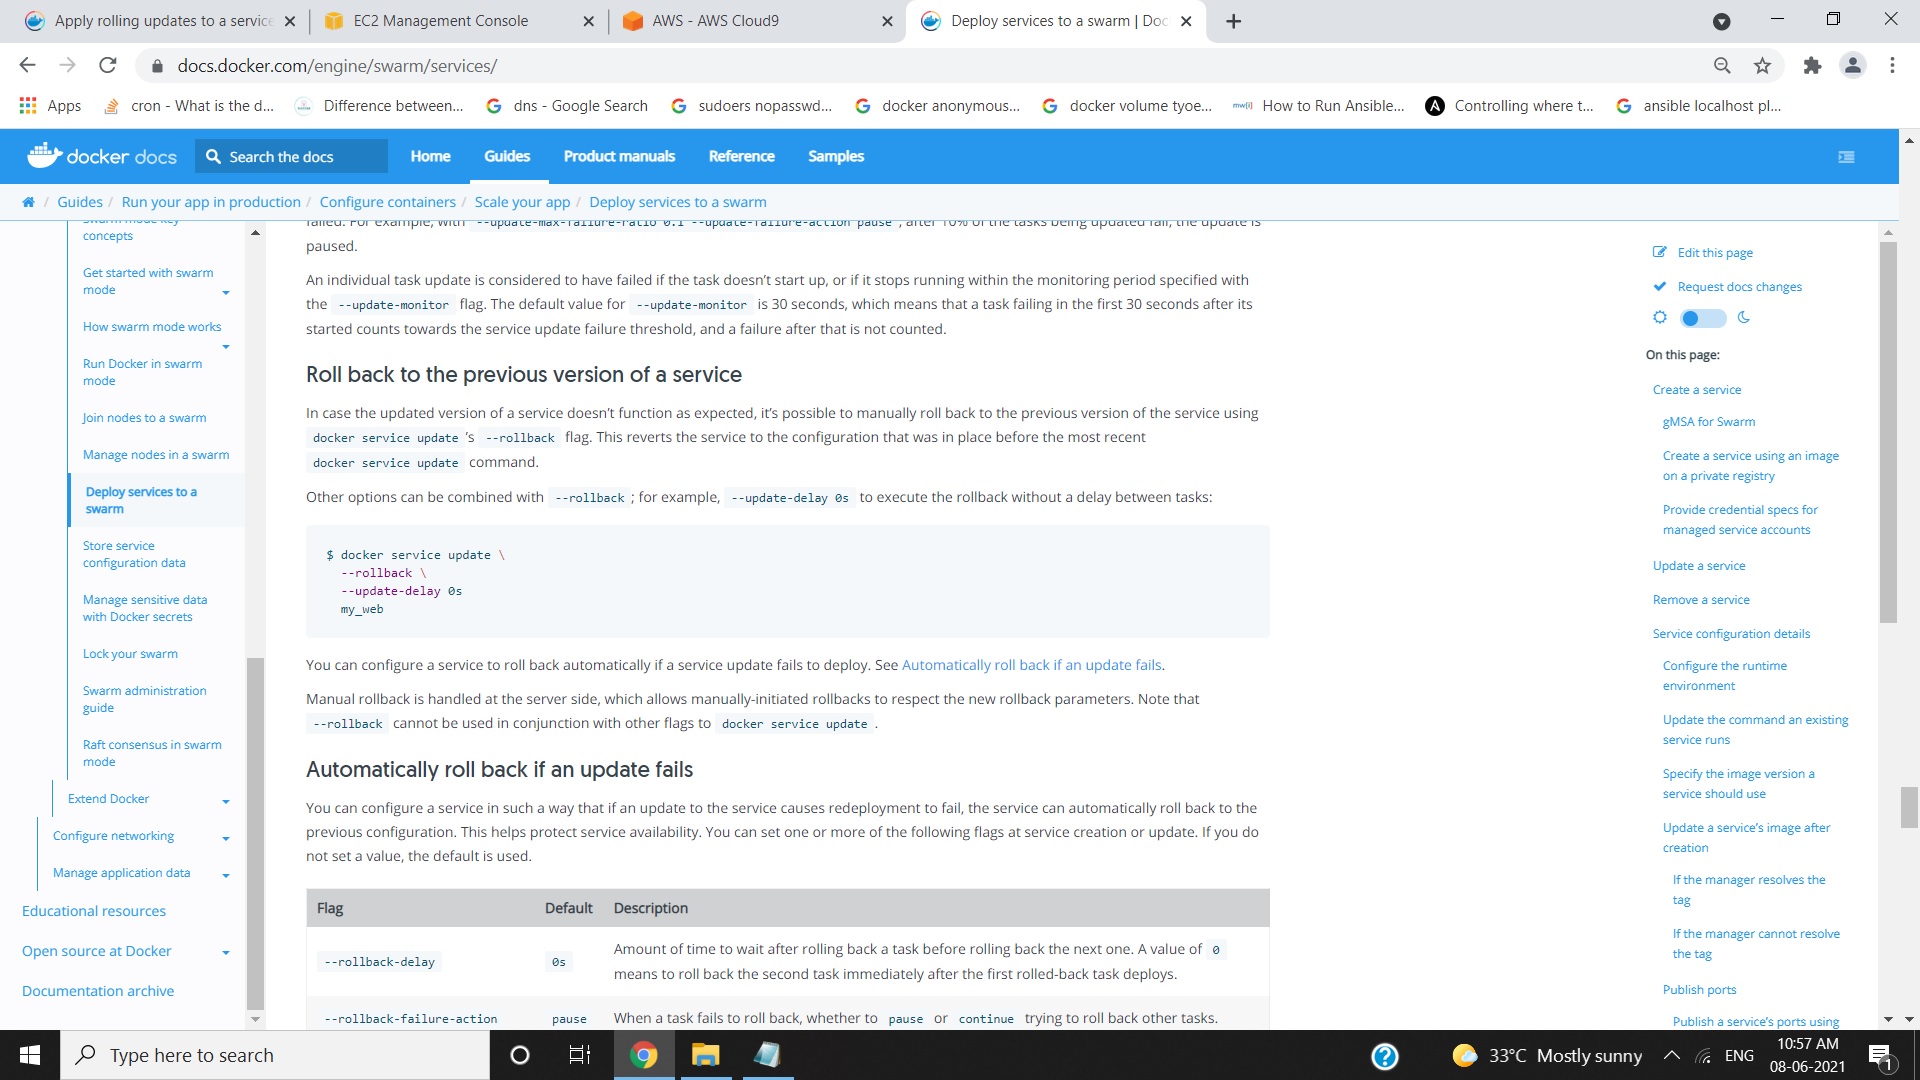 Apply rolling updates to a service
EC2 Management Console
AWS - AWS Cloud9
Deploy services to a swarm | Doc
docs.docker.com/engine/swarm/services/
Apps
cron - What is the d...
Difference between...
dns - Google Search
sudoers nopasswd...
docker anonymous...
docker volume tyoe...
How to Run Ansible...
Controlling where t...
ansible localhost pl...
docker docs
Search the docs
Home
Guides
Product manuals
Reference
Samples
/ Guides / Run your app in production / Configure containers / Scale your app / Deploy services to a swarm
Swarm mode key
concepts
Get started with swarm
mode
How swarm mode works
Run Docker in swarm
mode
Join nodes to a swarm
Manage nodes in a swarm
Deploy services to a
swarm
Store service
configuration data
Manage sensitive data
with Docker secrets
Lock your swarm
Swarm administration
guide
Raft consensus in swarm
mode
Extend Docker
Configure networking
Manage application data
Educational resources
Open source at Docker
Documentation archive
failed. For example, with --update-max-failure-ratio 0.1 --update-failure-action pause , after 10% of the tasks being updated fail, the update is
paused.
An individual task update is considered to have failed if the task doesn't start up, or if it stops running within the monitoring period specified with
the --update-monitor flag. The default value for --update-monitor is 30 seconds, which means that a task failing in the first 30 seconds after its
started counts towards the service update failure threshold, and a failure after that is not counted.
Roll back to the previous version of a service
In case the updated version of a service doesn't function as expected, it's possible to manually roll back to the previous version of the service using
docker service update 's --rollback flag. This reverts the service to the configuration that was in place before the most recent
docker service update command.
Other options can be combined with --rollback ; for example, --update-delay 0s to execute the rollback without a delay between tasks:
$ docker service update \
--rollback \
--update-delay 0s
my_web
You can configure a service to roll back automatically if a service update fails to deploy. See Automatically roll back if an update fails.
Manual rollback is handled at the server side, which allows manually-initiated rollbacks to respect the new rollback parameters. Note that
--rollback cannot be used in conjunction with other flags to docker service update .
Automatically roll back if an update fails
You can configure a service in such a way that if an update to the service causes redeployment to fail, the service can automatically roll back to the
previous configuration. This helps protect service availability. You can set one or more of the following flags at service creation or update. If you do
not set a value, the default is used.
Flag Default Description
--rollback-delay 0s Amount of time to wait after rolling back a task before rolling back the next one. A value of 0
means to roll back the second task immediately after the first rolled-back task deploys.
--rollback-failure-action pause When a task fails to roll back, whether to pause or continue trying to roll back other tasks.
Edit this page
Request docs changes
On this page:
Create a service
gMSA for Swarm
Create a service using an image
on a private registry
Provide credential specs for
managed service accounts
Update a service
Remove a service
Service configuration details
Configure the runtime
environment
Update the command an existing
service runs
Specify the image version a
service should use
Update a service's image after
creation
If the manager resolves the
tag
If the manager cannot resolve
the tag
Publish ports
Publish a service's ports using
Type here to search
33°C Mostly sunny
ENG
10:57 AM
08-06-2021
1